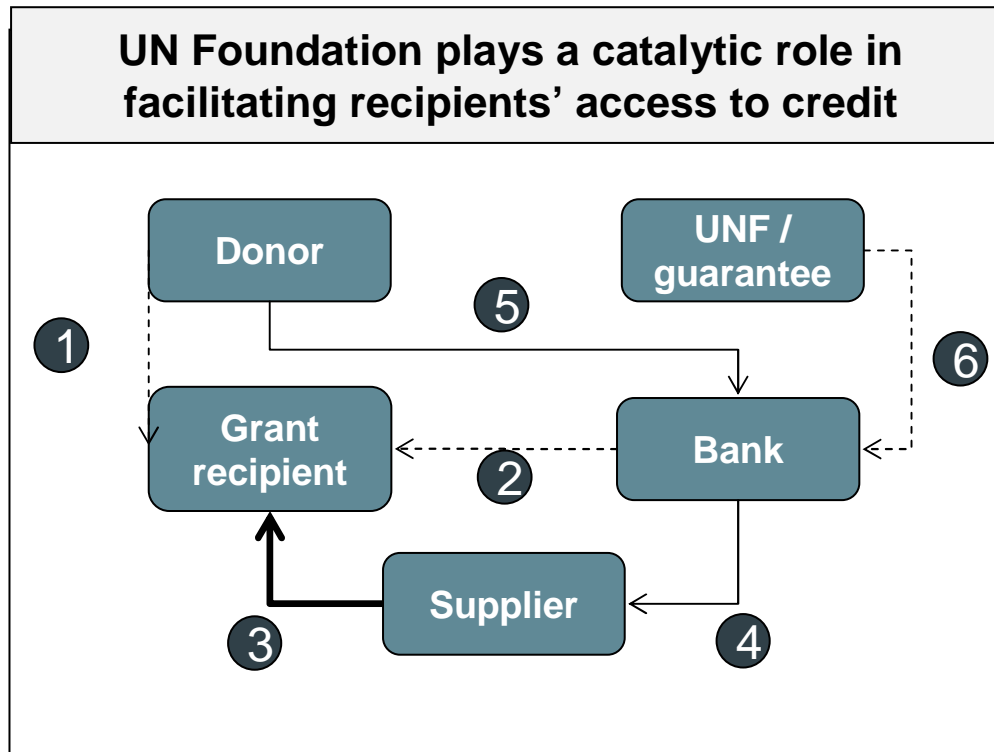 UN Foundation plays a catalytic role in
facilitating recipients’ access to credit
Donor
UNF /
guarantee
5
1
6
Grant
recipient
Bank
2
Supplier
3
4